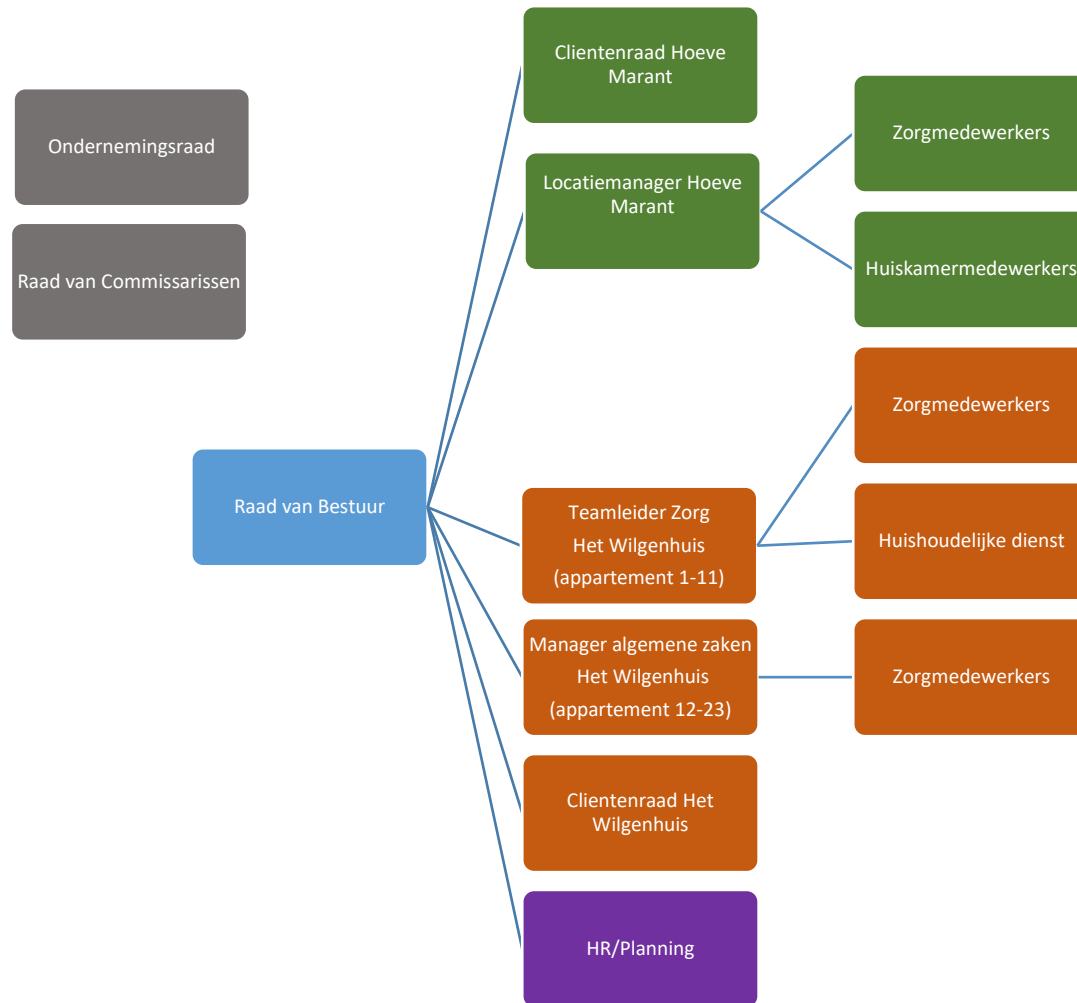 Ondernemingsraad
Raad van Commissarissen
Raad van Bestuur
Clientenraad Hoeve
Marant
Locatiemanager Hoeve
Marant
Zorgmedewerkers
Huiskamermedewerkers
Teamleider Zorg
Het Wilgenhuis
(appartement 1-11)
Zorgmedewerkers
Huishoudelijke dienst
Manager algemene zaken
Het Wilgenhuis
(appartement 12-23)
Zorgmedewerkers
Clientenraad Het
Wilgenhuis
HR/Planning